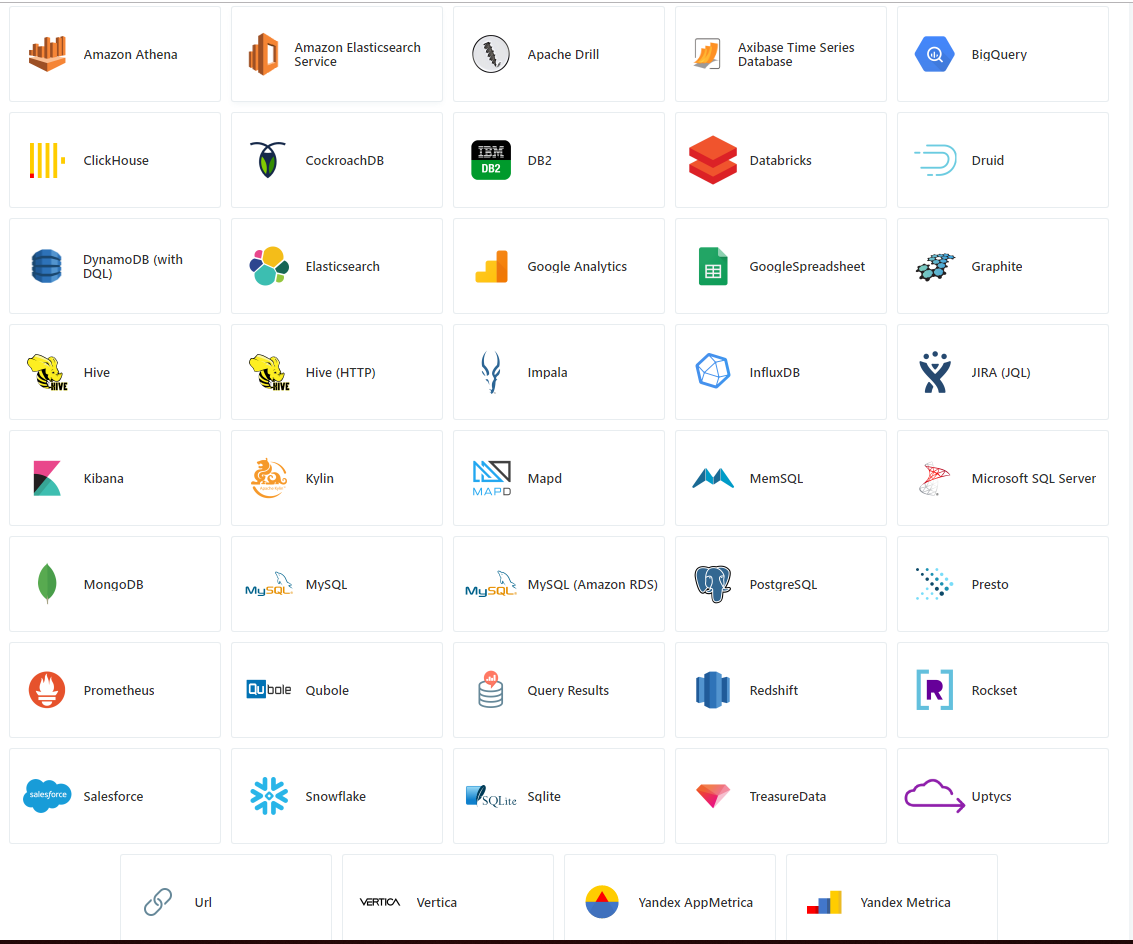 Amazon Athena
Amazon Elasticsearch
Service
Apache Drill
Axibase Time Series
Database
BigQuery
ClickHouse
CockroachDB
IBM
DB2
DB2
Databricks
Druid
DynamoDB (with
DQL)
Elasticsearch
Google Analytics
GoogleSpreadsheet
Graphite
HIVE
Hive
HIVE
Hive (HTTP)
Impala
InfluxDB
JIRA (JQL)
Kibana
Kylin
MAPD
Mapd
MemSQL
Microsoft SQL Server
MongoDB
MySQL
MySQL
MySQL
MySQL (Amazon RDS)
PostgreSQL
Presto
Prometheus
Qubole
Qubole
Query Results
Redshift
R
Rockset
salesforce
Salesforce
Snowflake
SQLite
Sqlite
TreasureData
Uptycs
Url
VERTICA
Vertica
Yandex AppMetrica
Yandex Metrica